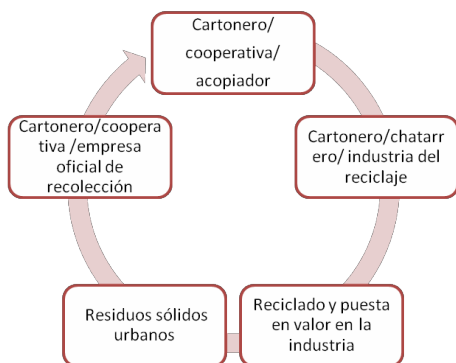 Cartonero/
cooperativa/
acopiador
Cartonero/chatarr
ero/ industria del
reciclaje
Reciclado y puesta
en valor en la
industria
Residuos sólidos
urbanos
Cartonero/coopera
tiva /empresa
oficial de
recolección